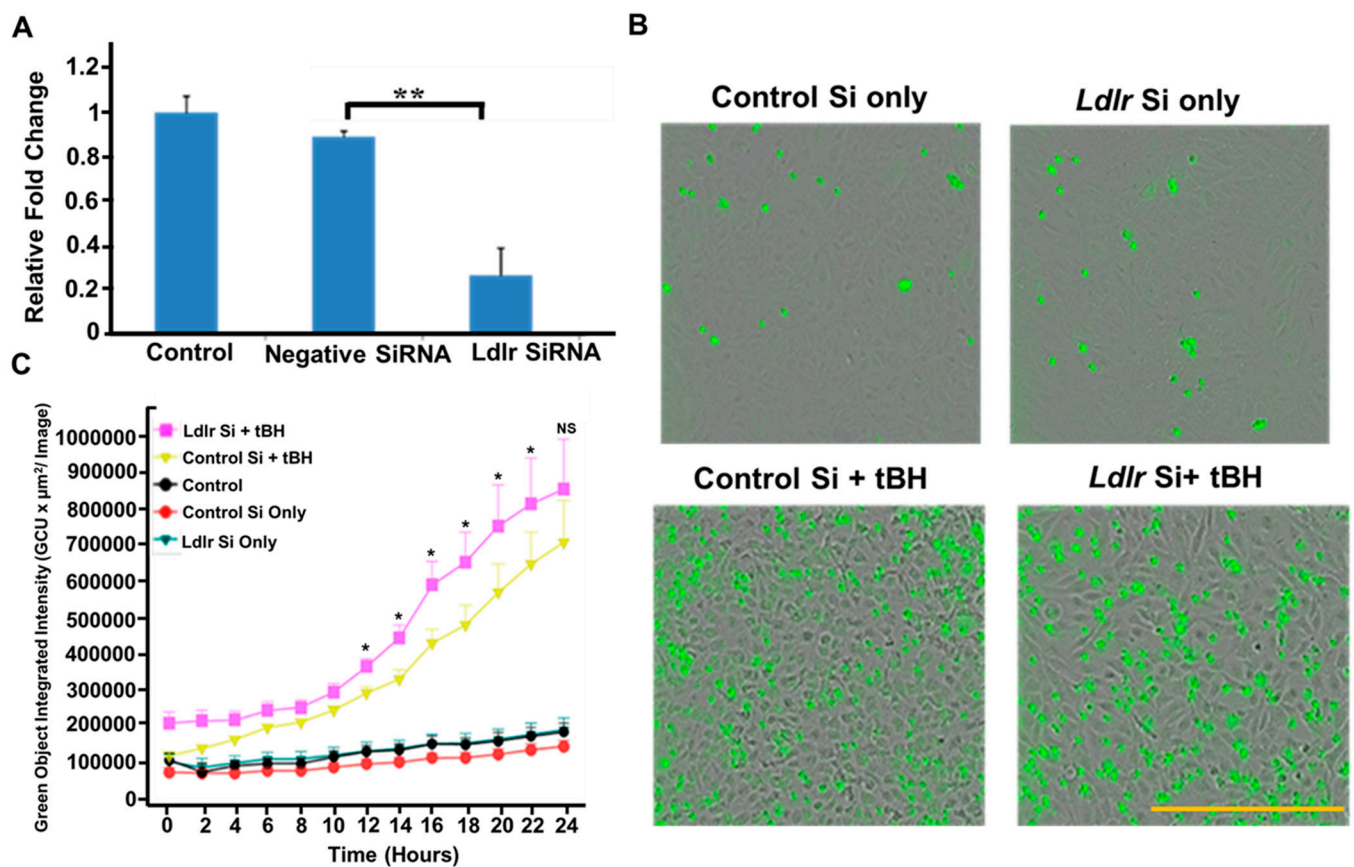 A
Relative Fold Change
1.2
1
0.8
0.6
0.4
0.2
0
**
Control
Negative SiRNA
Ldlr SiRNA
B
Control Si only
Ldlr Si only
Control Si + tBH
Ldlr Si+ tBH
C
Green Object Integrated Intensity (GCU x µm²/ Image)
1000000
900000
800000
700000
600000
500000
400000
300000
200000
100000
0
Ldlr Si + tBH
Control Si + tBH
Control
Control Si Only
Ldlr Si Only
* * * * * * NS
0 2 4 6 8 10 12 14 16 18 20 22 24
Time (Hours)